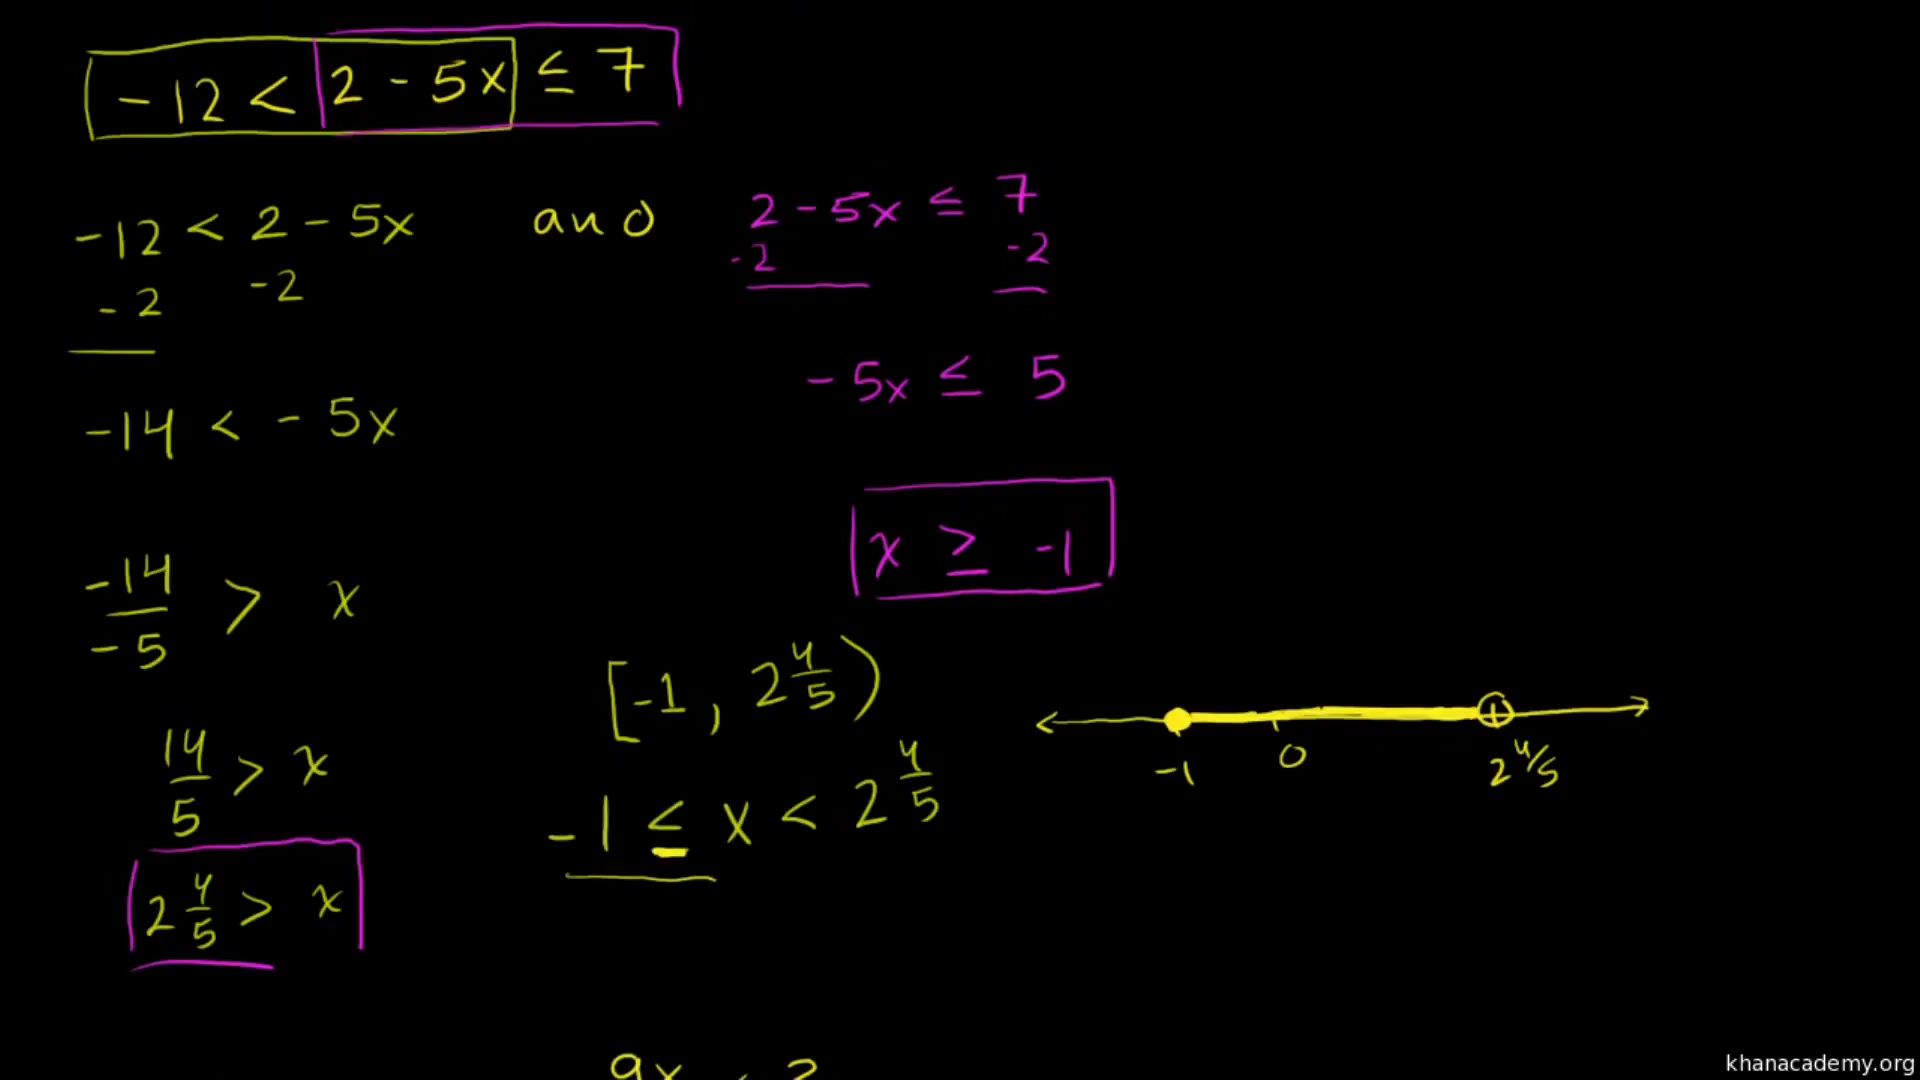 -12 < 2 - 5x ≤ 7
-12 < 2 - 5x and 2 - 5x ≤ 7
-2 -2 -2 -2
-14 < -5x
-5x ≤ 5
-14/-5 > x
x ≥ -1
14/5 > x
2 4/5 > x
[-1, 2 4/5)
-1 ≤ x < 2 4/5
-1 0 2 4/5
9x
khanacademy.org